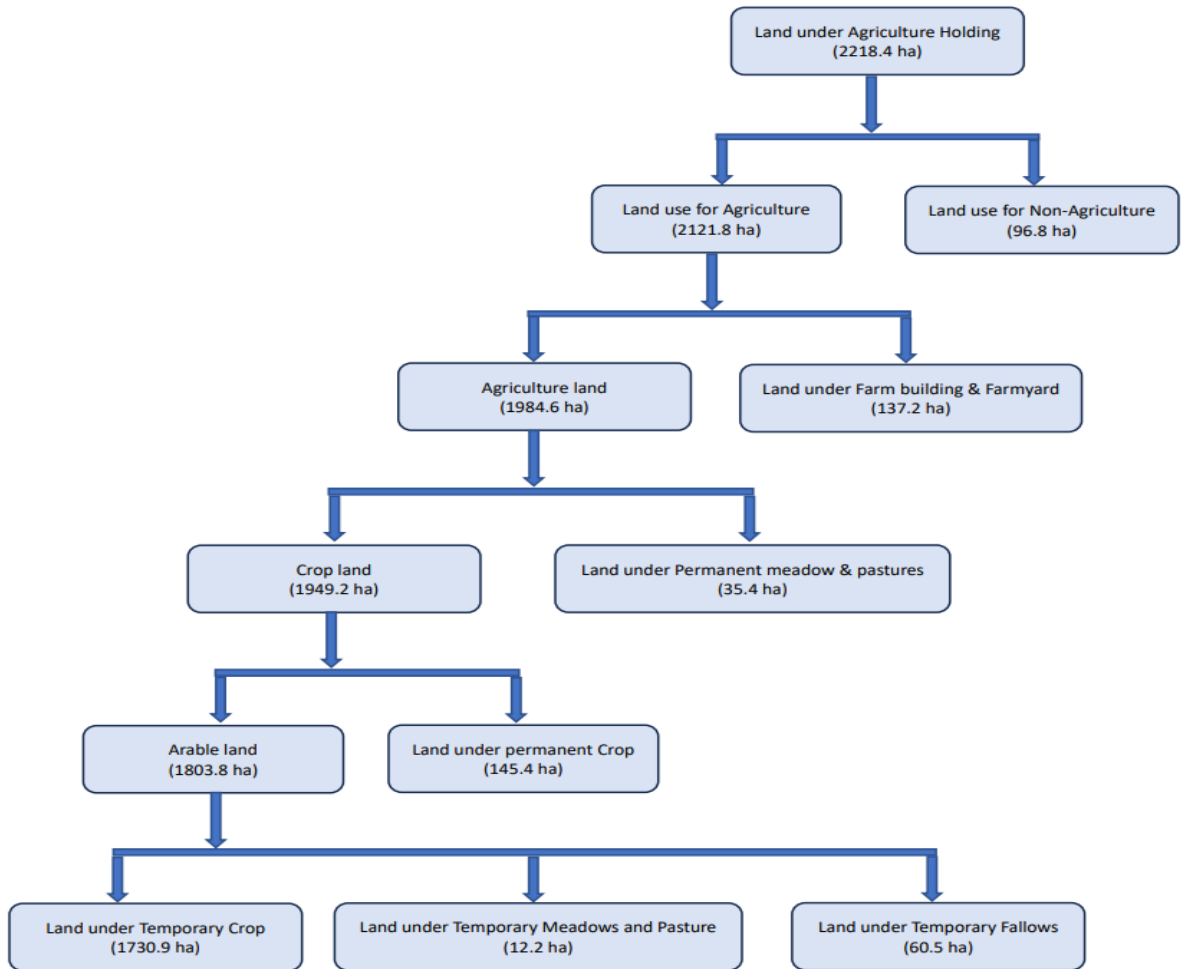 Land under Agriculture Holding
(2218.4 ha)
Land use for Agriculture
(2121.8 ha)
Land use for Non-Agriculture
(96.8 ha)
Agriculture land
(1984.6 ha)
Land under Farm building & Farmyard
(137.2 ha)
Crop land
(1949.2 ha)
Land under Permanent meadow & pastures
(35.4 ha)
Arable land
(1803.8 ha)
Land under permanent Crop
(145.4 ha)
Land under Temporary Crop
(1730.9 ha)
Land under Temporary Meadows and Pasture
(12.2 ha)
Land under Temporary Fallows
(60.5 ha)